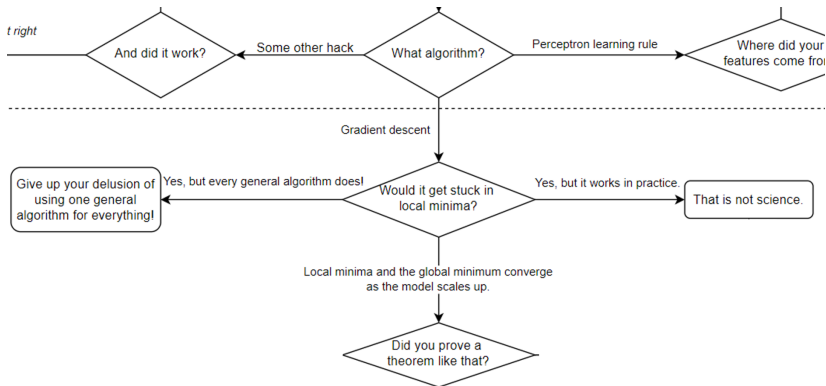 t right
And did it work?
Some other hack
What algorithm?
Perceptron learning rule
Where did your
features come fro
Gradient descent
Give up your delusion of
using one general
algorithm for everything!
Yes, but every general algorithm does!
Would it get stuck in
local minima?
Yes, but it works in practice.
That is not science.
Local minima and the global minimum converge
as the model scales up.
Did you prove a
theorem like that?